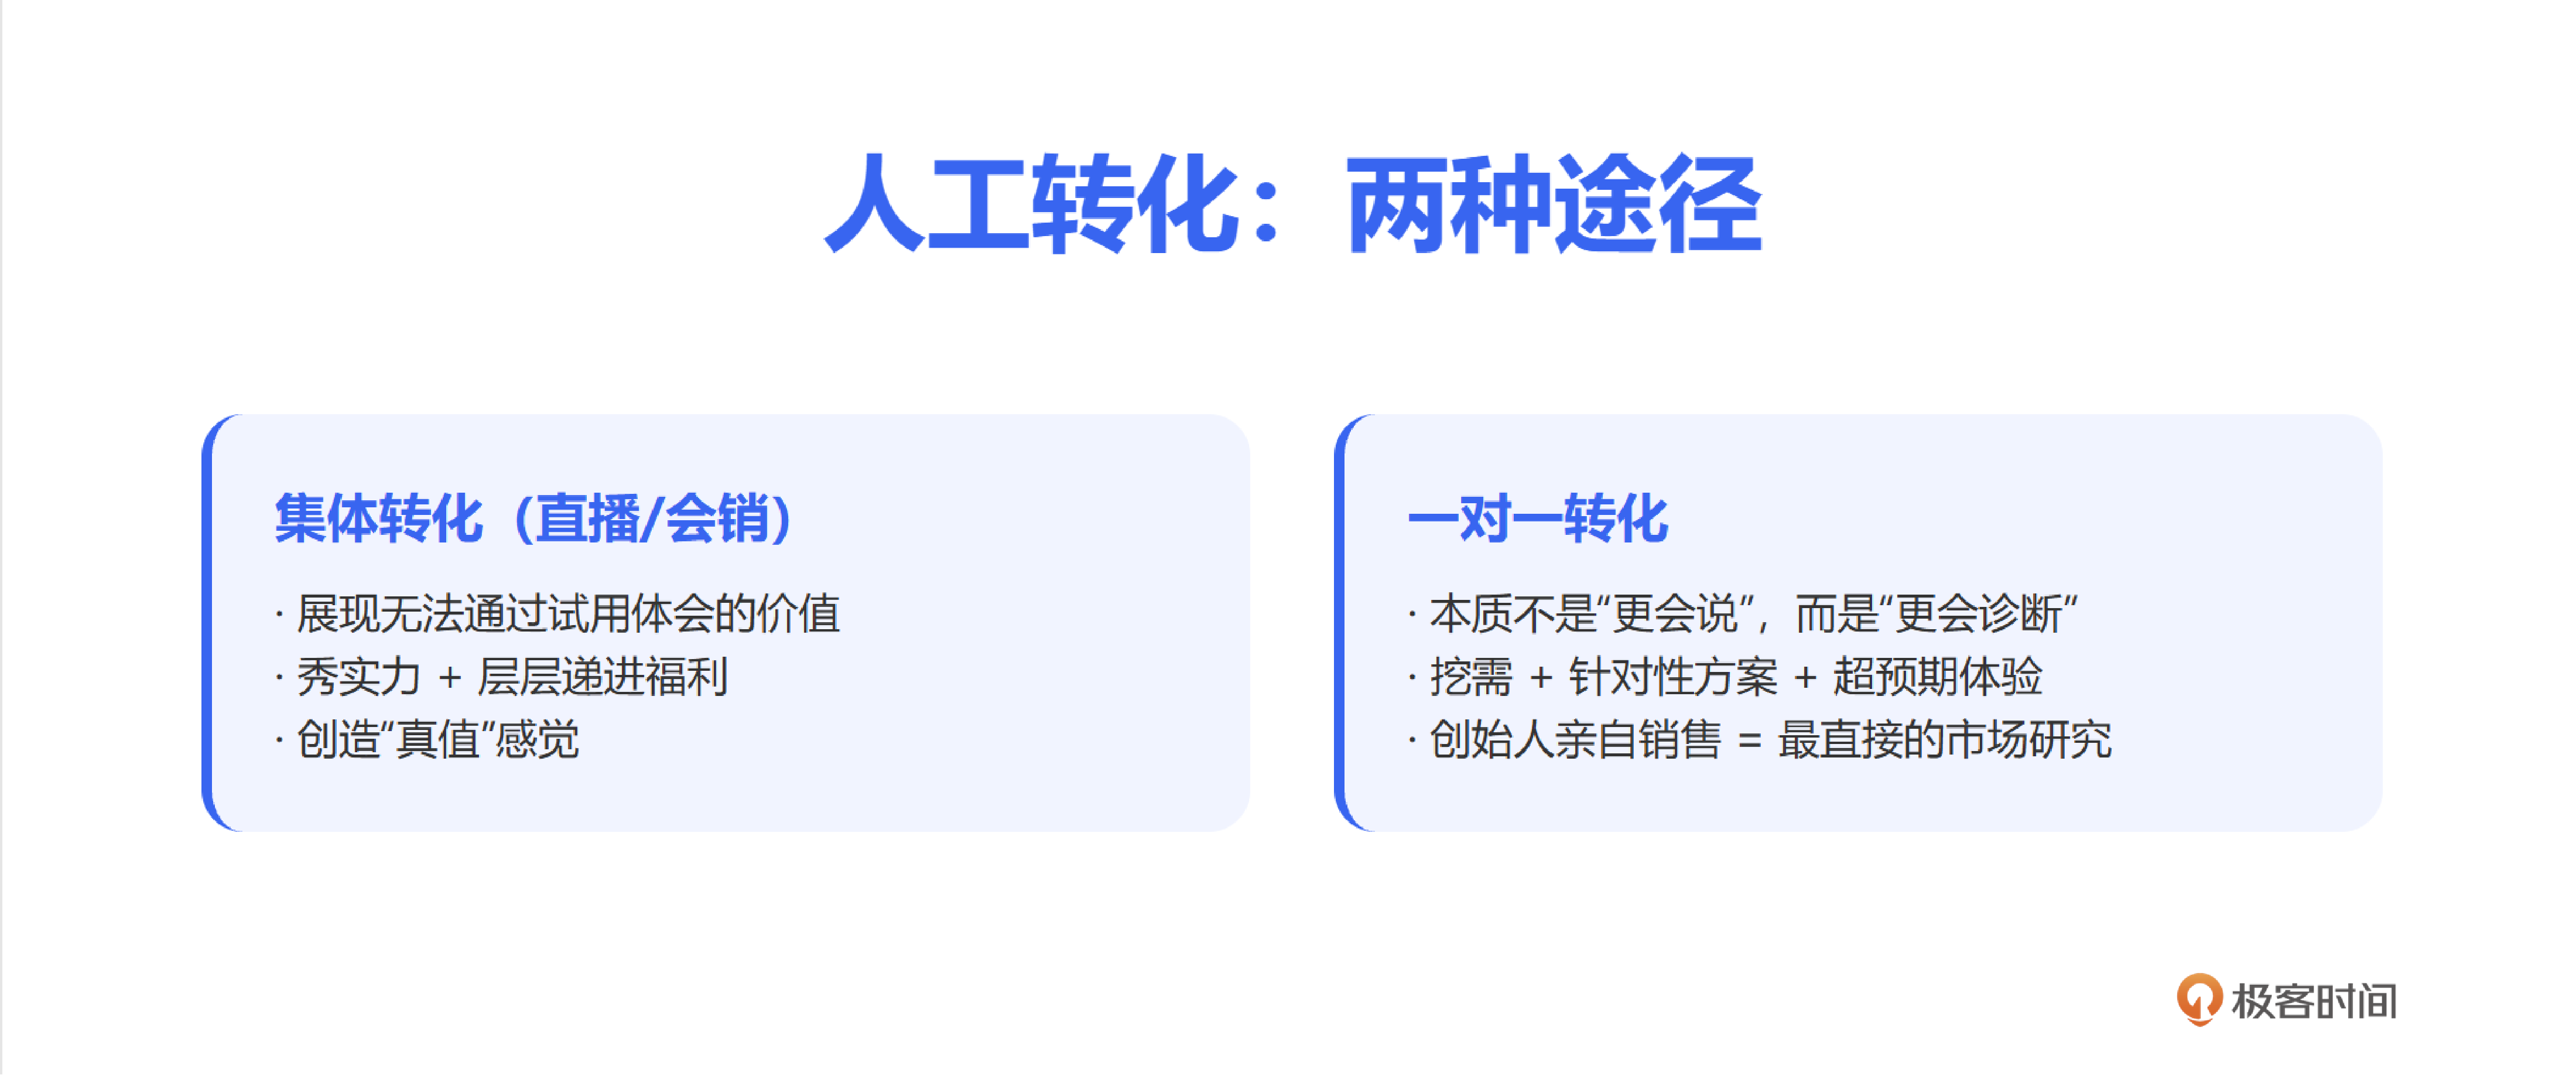 人工转化：两种途径
集体转化（直播/会销）
· 展现无法通过试用体会的价值
· 秀实力 + 层层递进福利
· 创造“真值”感觉
一对一转化
· 本质不是“更会说”，而是“更会诊断”
· 挖需 + 针对性方案 + 超预期体验
· 创始人亲自销售 = 最直接的市场研究
极客时间